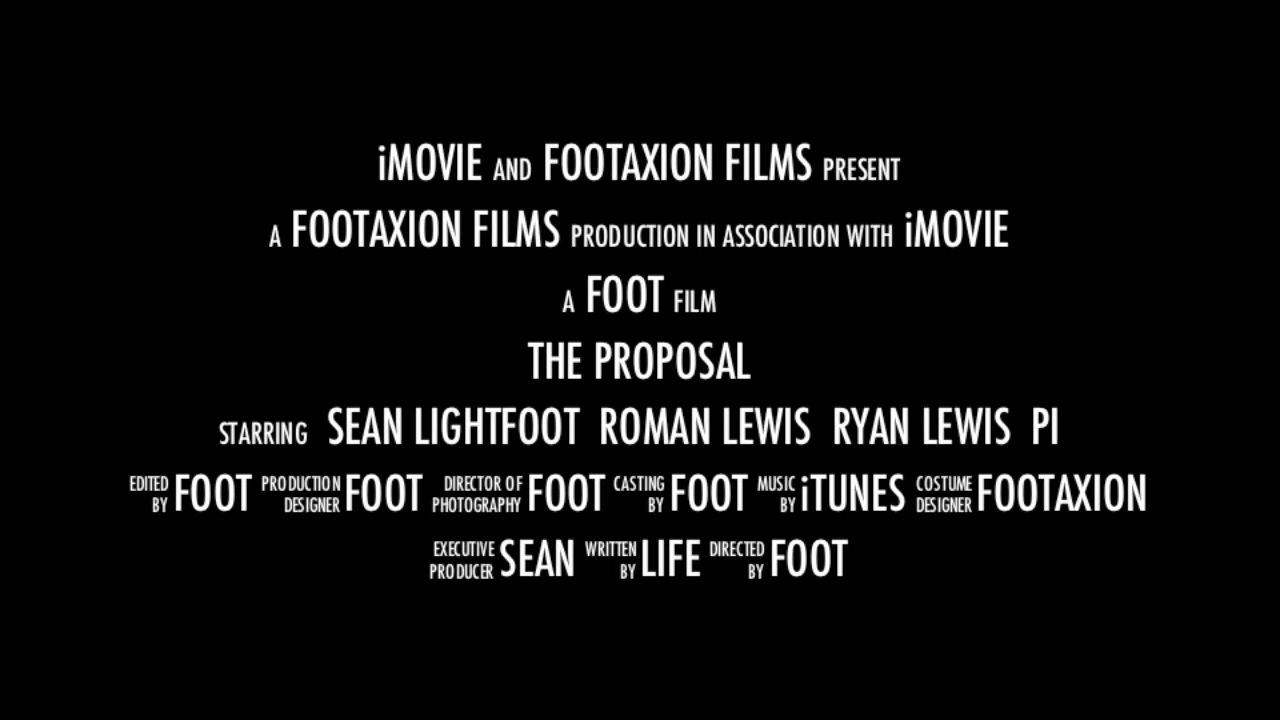 iMOVIE AND FOOTAXION FILMS PRESENT
A FOOTAXION FILMS PRODUCTION IN ASSOCIATION WITH iMOVIE
A FOOT FILM
THE PROPOSAL
STARRING SEAN LIGHTFOOT ROMAN LEWIS RYAN LEWIS PI
EDITED BY FOOT PRODUCTION DESIGNER FOOT DIRECTOR OF PHOTOGRAPHY FOOT CASTING BY FOOT MUSIC BY iTUNES COSTUME DESIGNER FOOTAXION
EXECUTIVE PRODUCER SEAN WRITTEN BY LIFE DIRECTED BY FOOT